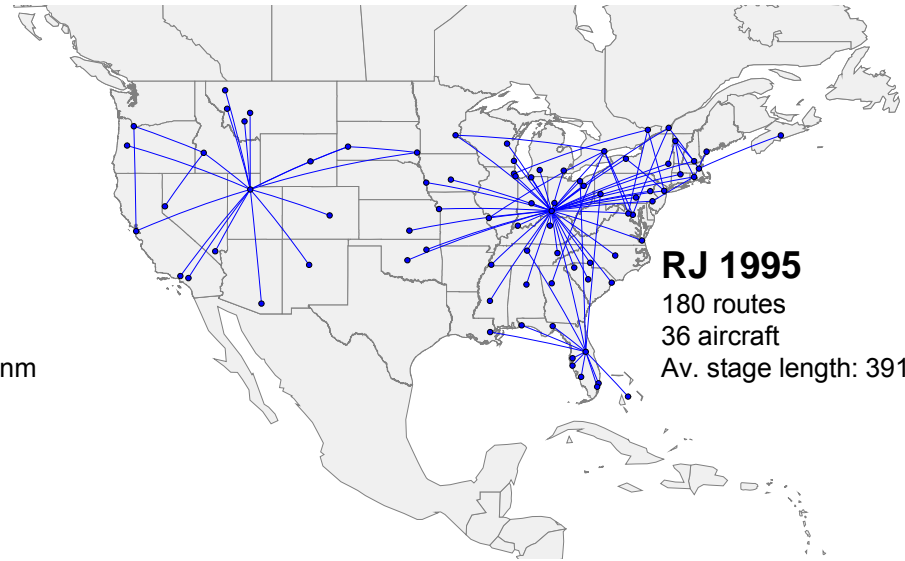 RJ 1995
180 routes
36 aircraft
nm
Av. stage length: 391